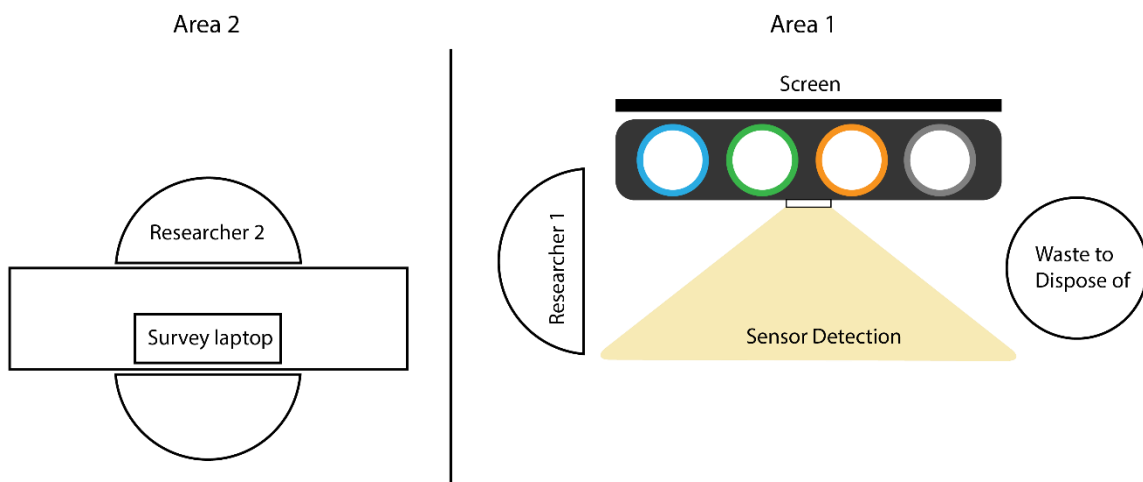 Area 2
Area 1
Screen
Researcher 2
Survey laptop
Researcher 1
Waste to
Dispose of
Sensor Detection